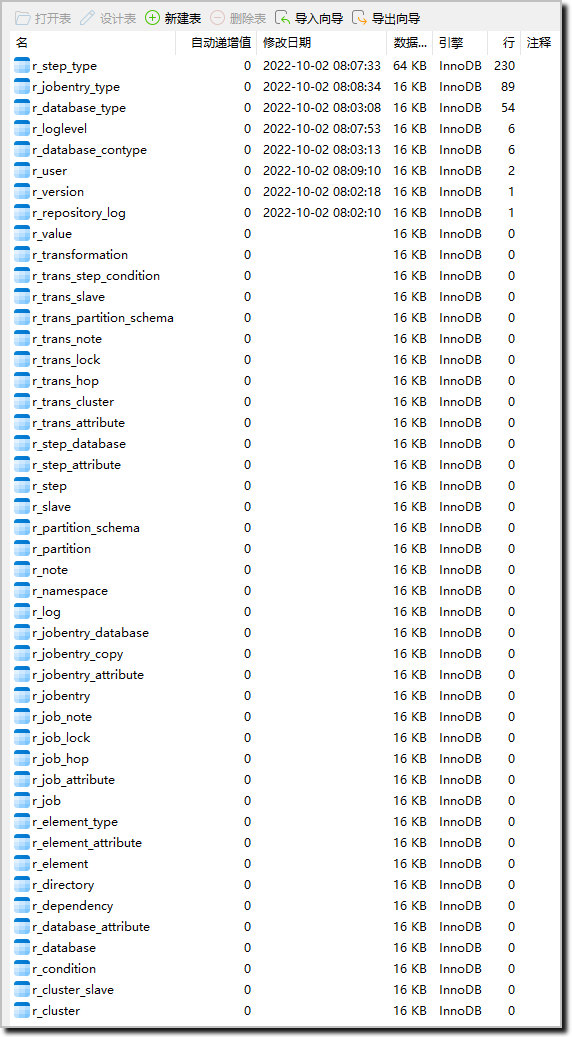 打开表 设计表 新建表 删除表 导入向导 导出向导
名 自动递增值 修改日期 数据... 引擎 行 注释
r_step_type 0 2022-10-02 08:07:33 64 KB InnoDB 230
r_jobentry_type 0 2022-10-02 08:08:34 16 KB InnoDB 89
r_database_type 0 2022-10-02 08:03:08 16 KB InnoDB 54
r_loglevel 0 2022-10-02 08:07:53 16 KB InnoDB 6
r_database_contype 0 2022-10-02 08:03:13 16 KB InnoDB 6
r_user 0 2022-10-02 08:09:10 16 KB InnoDB 2
r_version 0 2022-10-02 08:02:18 16 KB InnoDB 1
r_repository_log 0 2022-10-02 08:02:10 16 KB InnoDB 1
r_value 0 16 KB InnoDB 0
r_transformation 0 16 KB InnoDB 0
r_trans_step_condition 0 16 KB InnoDB 0
r_trans_slave 0 16 KB InnoDB 0
r_trans_partition_schema 0 16 KB InnoDB 0
r_trans_note 0 16 KB InnoDB 0
r_trans_lock 0 16 KB InnoDB 0
r_trans_hop 0 16 KB InnoDB 0
r_trans_cluster 0 16 KB InnoDB 0
r_trans_attribute 0 16 KB InnoDB 0
r_step_database 0 16 KB InnoDB 0
r_step_attribute 0 16 KB InnoDB 0
r_step 0 16 KB InnoDB 0
r_slave 0 16 KB InnoDB 0
r_partition_schema 0 16 KB InnoDB 0
r_partition 0 16 KB InnoDB 0
r_note 0 16 KB InnoDB 0
r_namespace 0 16 KB InnoDB 0
r_log 0 16 KB InnoDB 0
r_jobentry_database 0 16 KB InnoDB 0
r_jobentry_copy 0 16 KB InnoDB 0
r_jobentry_attribute 0 16 KB InnoDB 0
r_jobentry 0 16 KB InnoDB 0
r_job_note 0 16 KB InnoDB 0
r_job_lock 0 16 KB InnoDB 0
r_job_hop 0 16 KB InnoDB 0
r_job_attribute 0 16 KB InnoDB 0
r_job 0 16 KB InnoDB 0
r_element_type 0 16 KB InnoDB 0
r_element_attribute 0 16 KB InnoDB 0
r_element 0 16 KB InnoDB 0
r_directory 0 16 KB InnoDB 0
r_dependency 0 16 KB InnoDB 0
r_database_attribute 0 16 KB InnoDB 0
r_database 0 16 KB InnoDB 0
r_condition 0 16 KB InnoDB 0
r_cluster_slave 0 16 KB InnoDB 0
r_cluster 0 16 KB InnoDB 0